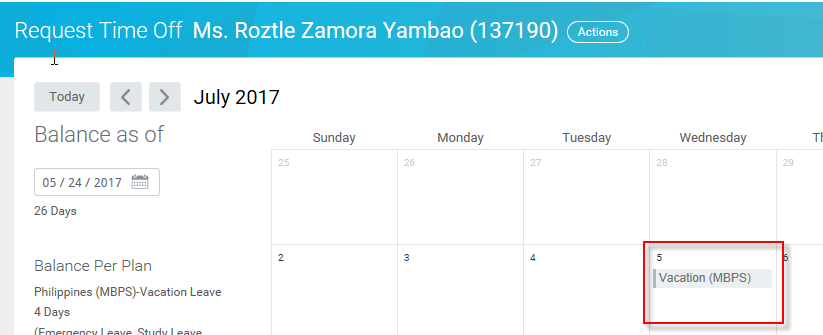 Request Time Off Ms. Roztle Zamora Yambao (137190) Actions
Today July 2017
Balance as of
Sunday Monday Tuesday Wednesday
25 26 27 28 29
05 / 24 / 2017
26 Days
2 3 4 5 6
Balance Per Plan
Vacation (MBPS)
Philippines (MBPS)-Vacation Leave
4 Days
(Emergency Leave, Study Leave